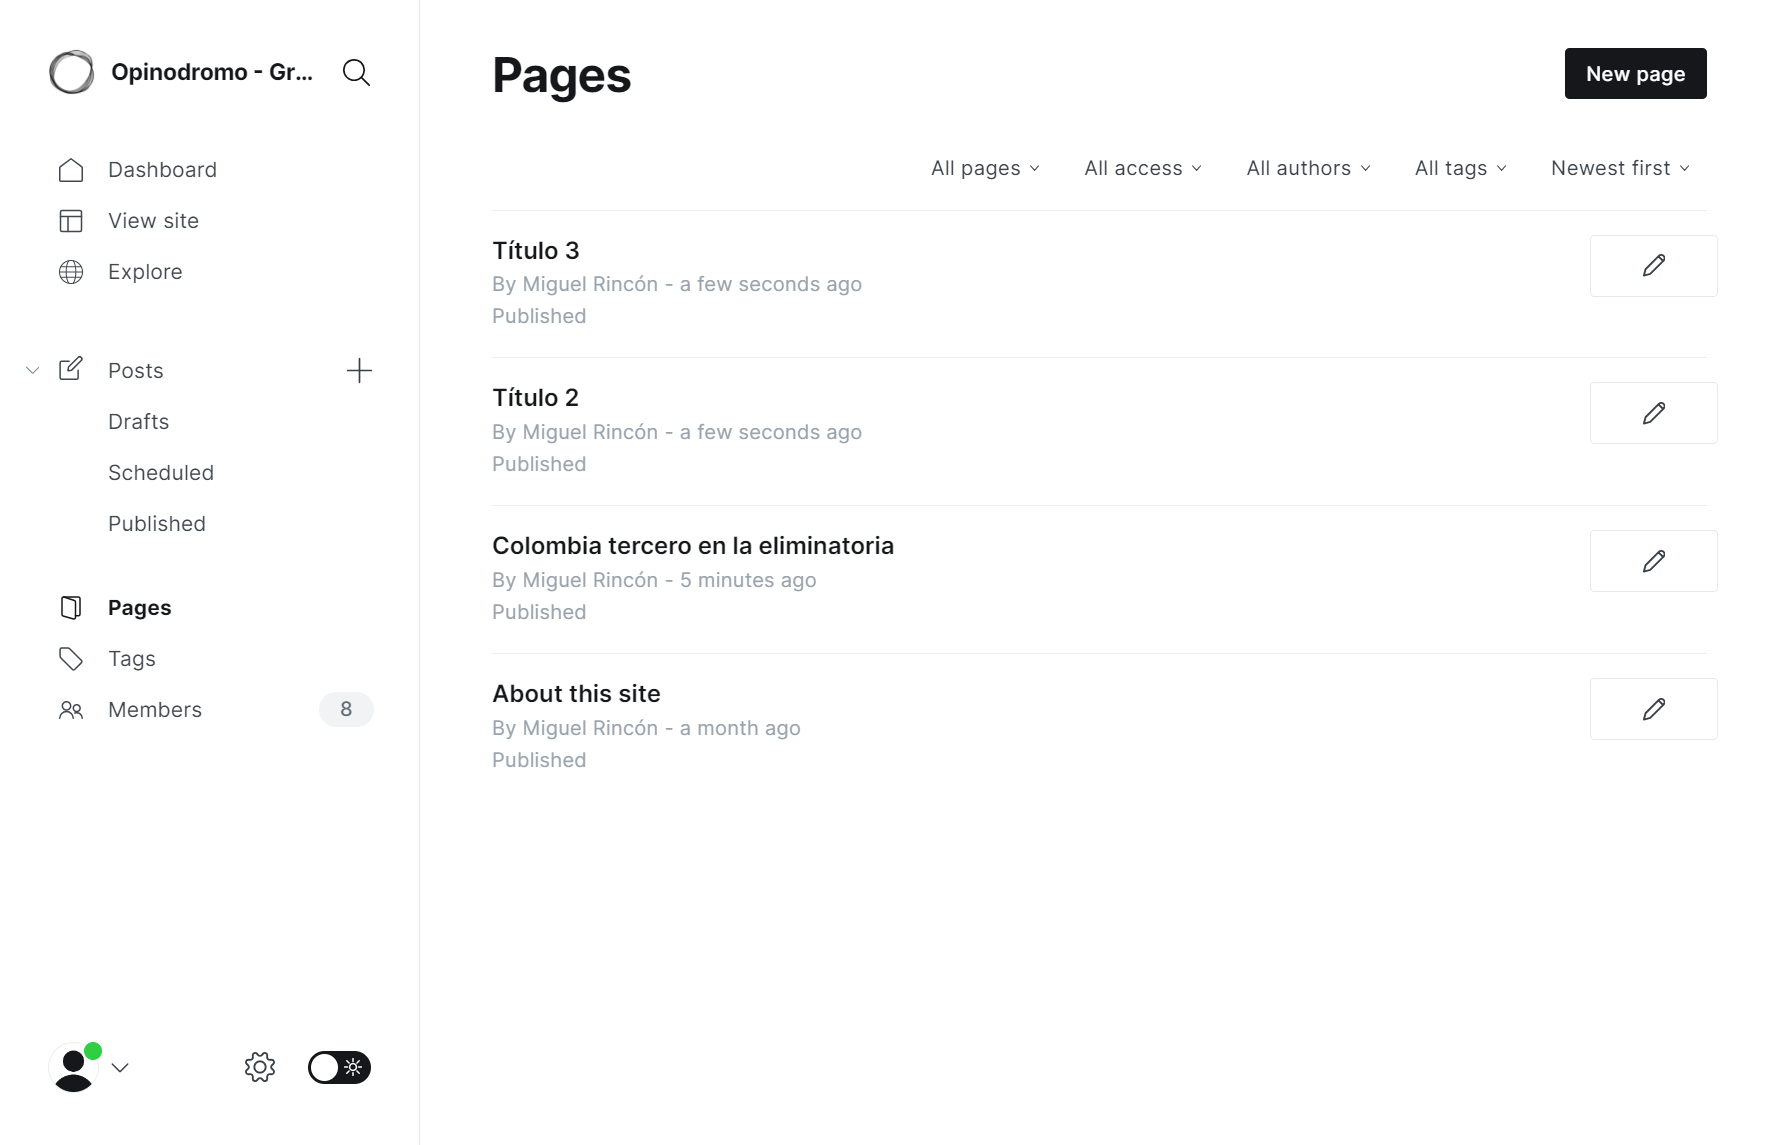 Opinodromo - Gr...
Dashboard
View site
Explore
Posts
Drafts
Scheduled
Published
Pages
Tags
Members 8
Pages
New page
All pages All access All authors All tags Newest first
Título 3
By Miguel Rincón - a few seconds ago
Published
Título 2
By Miguel Rincón - a few seconds ago
Published
Colombia tercero en la eliminatoria
By Miguel Rincón - 5 minutes ago
Published
About this site
By Miguel Rincón - a month ago
Published